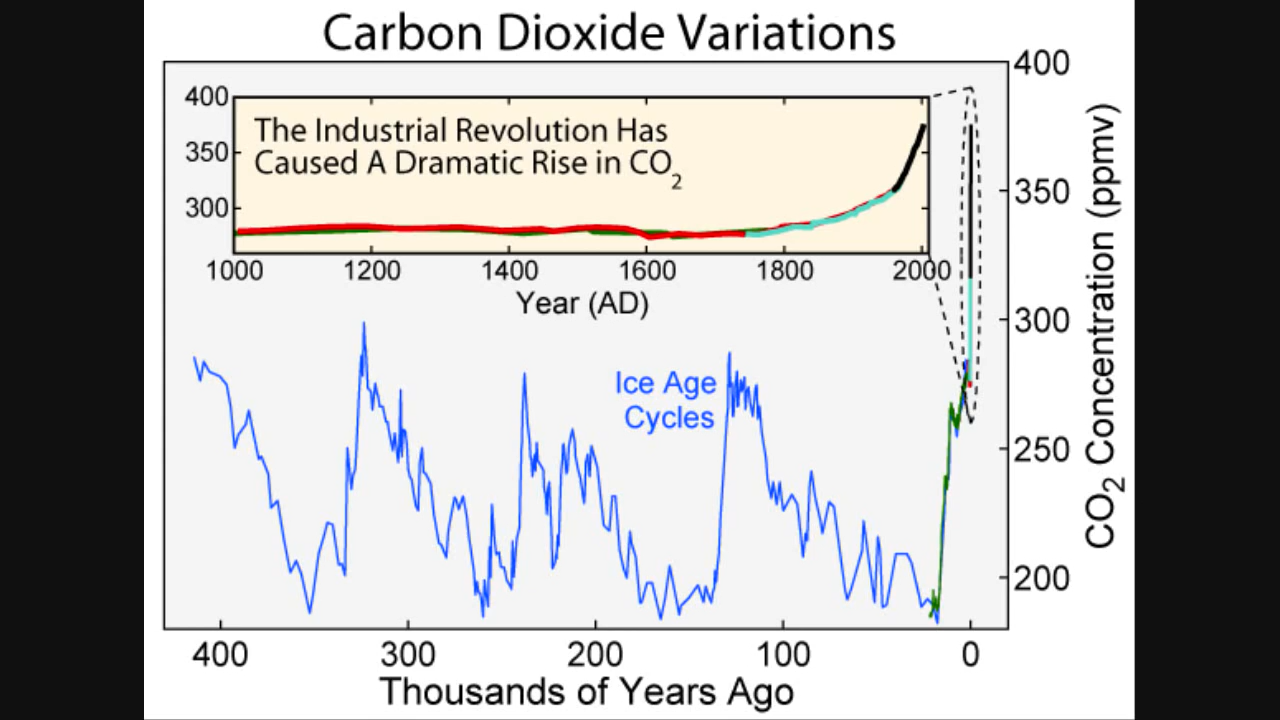 Carbon Dioxide Variations
400
350
300
The Industrial Revolution Has
Caused A Dramatic Rise in CO2
1000 1200 1400 1600 1800 2000
Year (AD)
Ice Age
Cycles
400
350
300
250
200
CO2 Concentration (ppmv)
400 300 200 100 0
Thousands of Years Ago